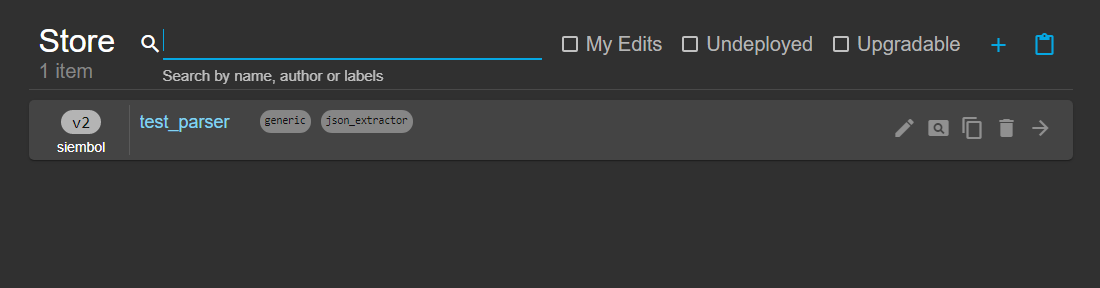 Store
My Edits Undeployed Upgradable
1 item
Search by name, author or labels
v2 test_parser generic json_extractor
siembol